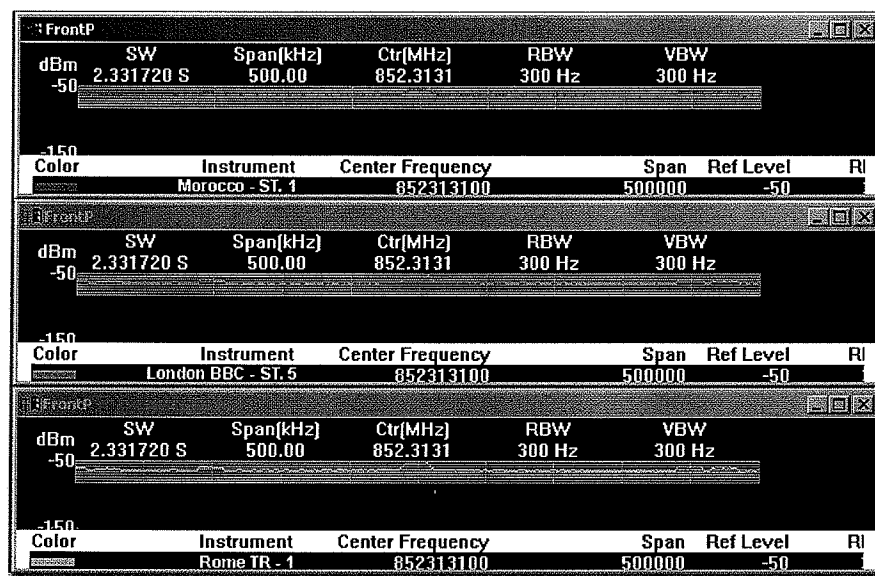 FrontP
SW Span(kHz) Ctr(MHz) RBW VBW
dBm 2.331720 S 500.00 852.3131 300 Hz 300 Hz
-50
-150
Color Instrument Center Frequency Span Ref Level R
Morocco - ST. 1 852313100 500000 -50
FrontP
SW Span(kHz) Ctr(MHz) RBW VBW
dBm 2.331720 S 500.00 852.3131 300 Hz 300 Hz
-50
-150
Color Instrument Center Frequency Span Ref Level R
London BBC - ST. 5 852313100 500000 -50
FrontP
SW Span(kHz) Ctr(MHz) RBW VBW
dBm 2.331720 S 500.00 852.3131 300 Hz 300 Hz
-50
-150
Color Instrument Center Frequency Span Ref Level R
Rome TR - 1 852313100 500000 -50